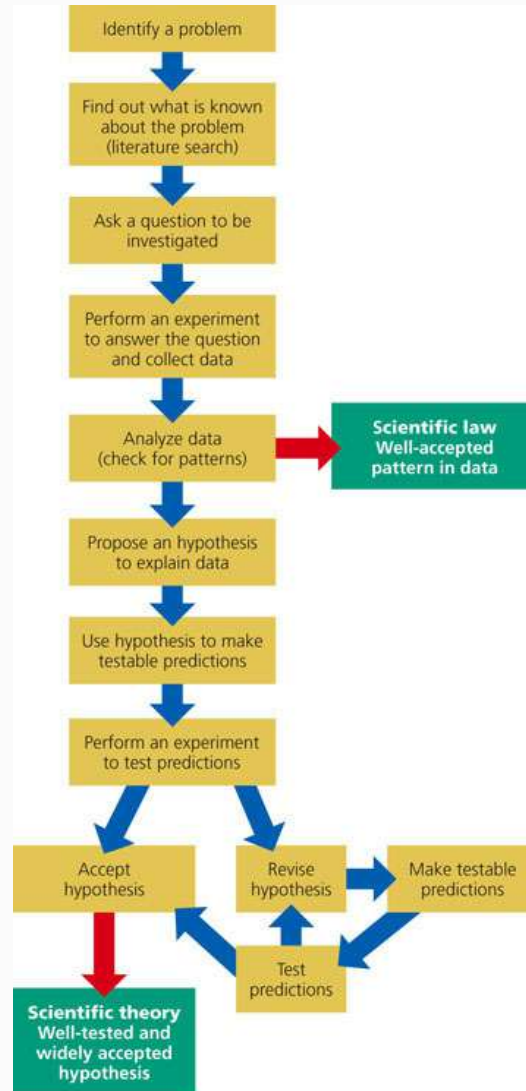 Identify a problem
Find out what is known
about the problem
(literature search)
Ask a question to be
investigated
Perform an experiment
to answer the question
and collect data
Analyze data
(check for patterns)
Scientific law
Well-accepted
pattern in data
Propose an hypothesis
to explain data
Use hypothesis to make
testable predictions
Perform an experiment
to test predictions
Accept
hypothesis
Revise
hypothesis
Make testable
predictions
Test
predictions
Scientific theory
Well-tested and
widely accepted
hypothesis